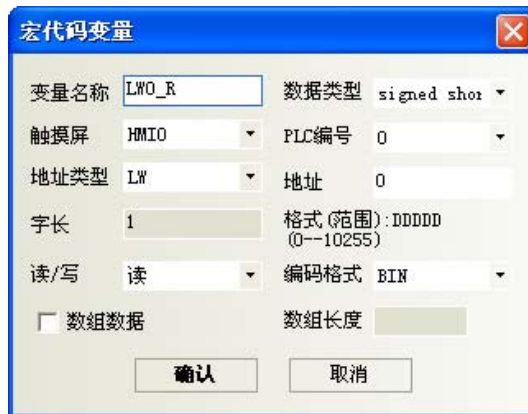 宏代码变量
变量名称 LW0_R 数据类型 signed shor
触摸屏 HMI0 PLC编号 0
地址类型 LW 地址 0
字长 1 格式(范围):DDDDD
(0--10255)
读/写 读 编码格式 BIN
数组数据 数组长度
确认 取消